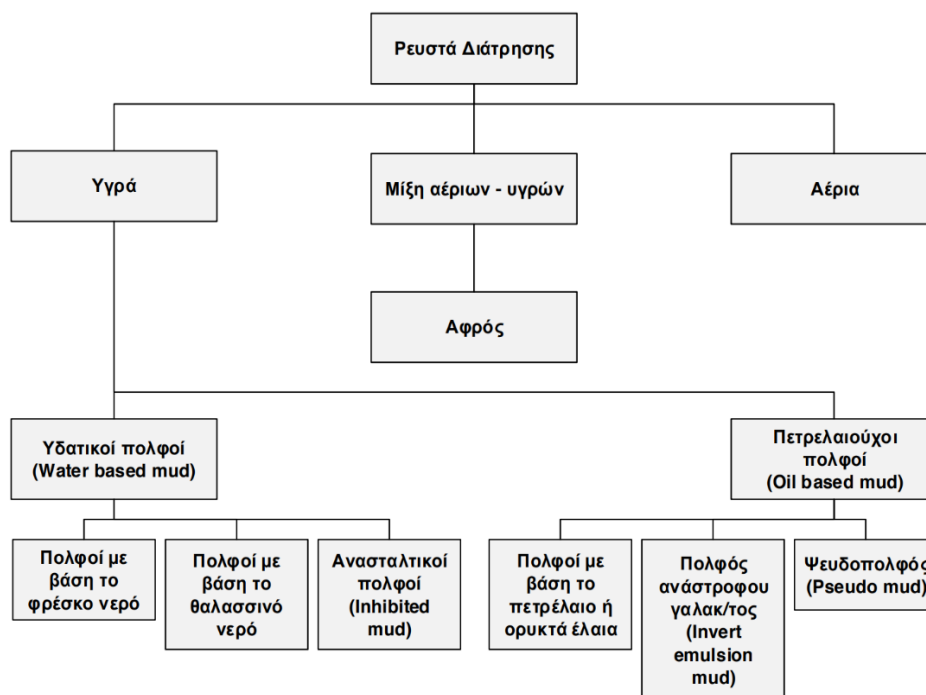 Ρευστά Διάτρησης
Υγρά
Μίξη αέριων - υγρών
Αέρια
Αφρός
Υδατικοί πολφοί
(Water based mud)
Πετρελαιούχοι
πολφοί
(Oil based mud)
Πολφοί με
βάση το
φρέσκο νερό
Πολφοί με
βάση το
θαλασσινό
νερό
Ανασταλτικοί
πολφοί
(Inhibited
mud)
Πολφοί με
βάση το
πετρέλαιο ή
ορυκτά έλαια
Πολφός
ανάστροφου
γαλακ/τος
(Invert
emulsion
mud)
Ψευδοπολφός
(Pseudo mud)